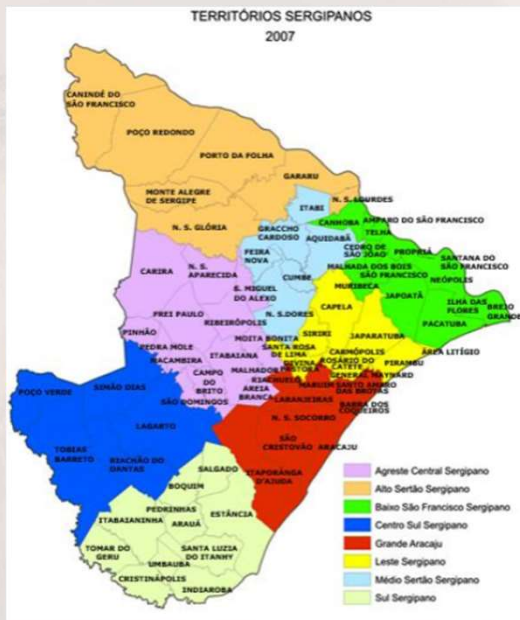 TERRITÓRIOS SERGIPANOS
2007
CANINDÉ DO
SÃO FRANCISCO
POÇO REDONDO
PORTO DA FOLHA
GARARU
MONTE ALEGRE
DE SERGIPE
N. S. GLÓRIA
ITABI
N. S. LOURDES
CANHOBA
AMPARO DO SÃO FRANCISCO
TELHA
GRACCHO
CARDOSO
AQUIDABÃ
CEDRO DE
SÃO JOÃO
PROPRIÁ
FEIRA
NOVA
MALHADA DOS BOIS
SANTANA DO
SÃO FRANCISCO
SÃO FRANCISCO
CARIRA
N. S.
APARECIDA
CUMBE
MURIBECA
NEÓPOLIS
JAPOATÃ
S. MIGUEL
DO ALEXO
ILHA DAS
FLORES
BREJO
GRANDE
CAPELA
FREI PAULO
RIBEIRÓPOLIS
N. S.DORES
PACATUBA
PINHÃO
SIRIRI
JAPARATUBA
MOITA BONITA
SANTA ROSA
DE LIMA
PEDRA MOLE
ITABAIANA
CARMÓPOLIS
ÁREA LITÍGIO
MACAMBIRA
DIVINA
PASTORA
ROSÁRIO DO
CATETE
PIRAMBU
CAMPO
DO
BRITO
MALHADOR
GENERAL MAYNARD
RIACHUELO
MARUIM
SANTO AMARO
DAS BROTAS
POÇO VERDE
SIMÃO DIAS
AREIA
BRANCA
SÃO DOMINGOS
LARANJEIRAS
BARRA DOS
COQUEIROS
N. S. SOCORRO
LAGARTO
SÃO
CRISTOVÃO
ARACAJU
TOBIAS
BARRETO
RIACHÃO DO
DANTAS
SALGADO
ITAPORÂNGA
D'AJUDA
BOQUIM
PEDRINHAS
ESTÂNCIA
ITABAIANINHA
ARAUÁ
TOMAR DO
GERU
SANTA LUZIA
DO ITANHY
UMBAUBA
CRISTINÁPOLIS
INDIAROBA
Agreste Central Sergipano
Alto Sertão Sergipano
Baixo São Francisco Sergipano
Centro Sul Sergipano
Grande Aracaju
Leste Sergipano
Médio Sertão Sergipano
Sul Sergipano